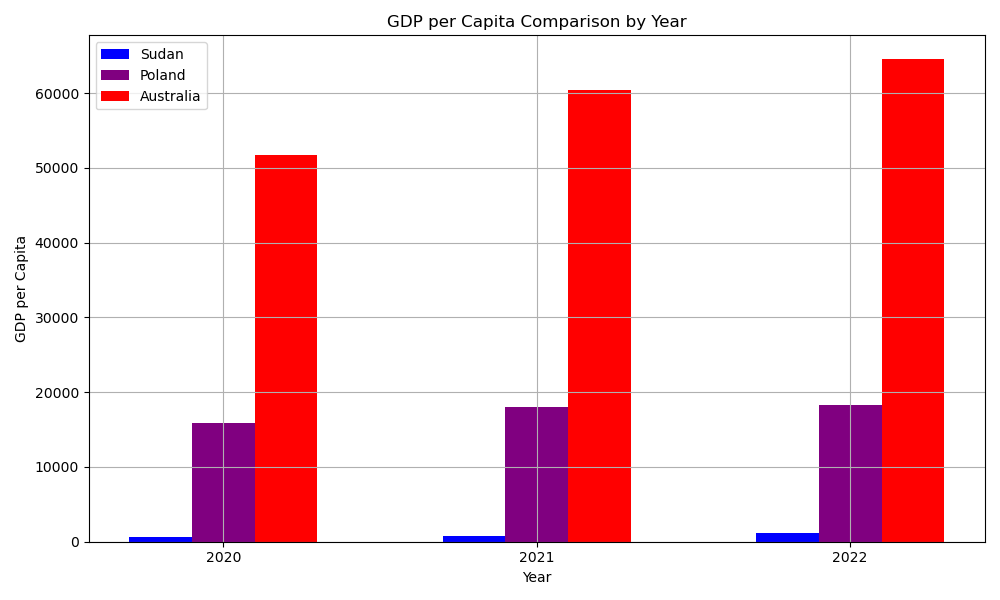 GDP per Capita Comparison by Year
Sudan
Poland
Australia
GDP per Capita
60000
50000
40000
30000
20000
10000
0
2020
2021
2022
Year